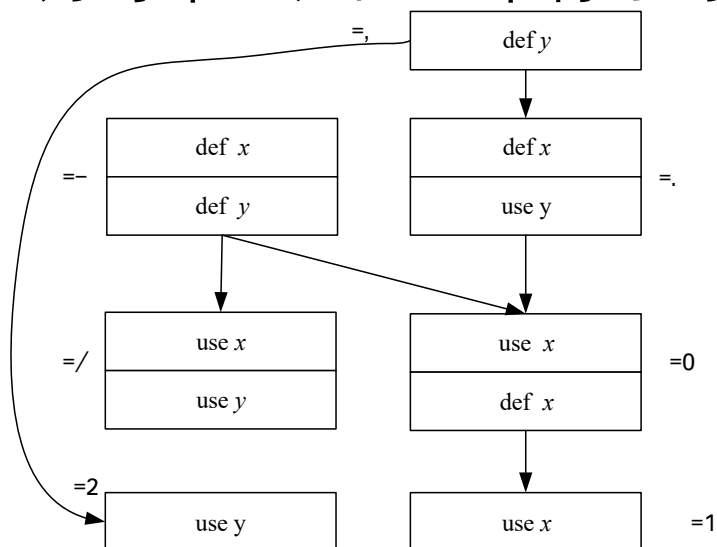 =,
def y
def x
def x
=-
=.
def y
use y
use x
use x
=/
=0
use y
def x
=2
use y
use x
=1